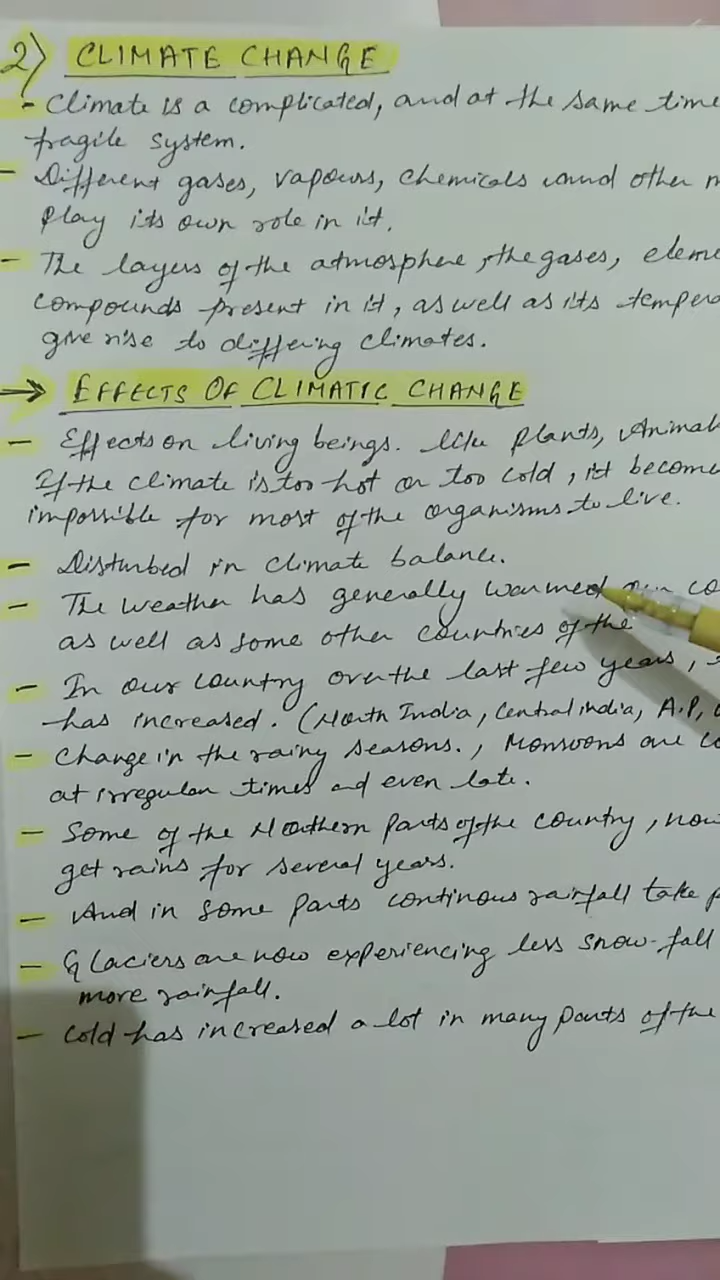 2) CLIMATE CHANGE
- Climate is a complicated, and at the same time
fragile system.
- Different gases, vapours, chemicals and other
play its own role in it.
- The layers of the atmosphere, the gases, eleme
compounds present in it, as well as its tempera
give rise to differing climates.
→ EFFECTS OF CLIMATIC CHANGE
- Effects on living beings. like plants, Animal
If the climate is too hot or too cold, it become
impossible for most of the organisms to live.
- Disturbed in climate balance.
- The weather has generally warmed our co
as well as some other countries of the
- In our country over the last few years,
has increased. (North India, Central india, A.P,
- Change in the rainy seasons., Monsoons are co
at irregular times and even late.
- Some of the Northern parts of the country, now
get rains for several years.
- And in some parts continous rainfall take p
- Glaciers are now experiencing less snow-fall
more rainfall.
- Cold has increased a lot in many parts of the